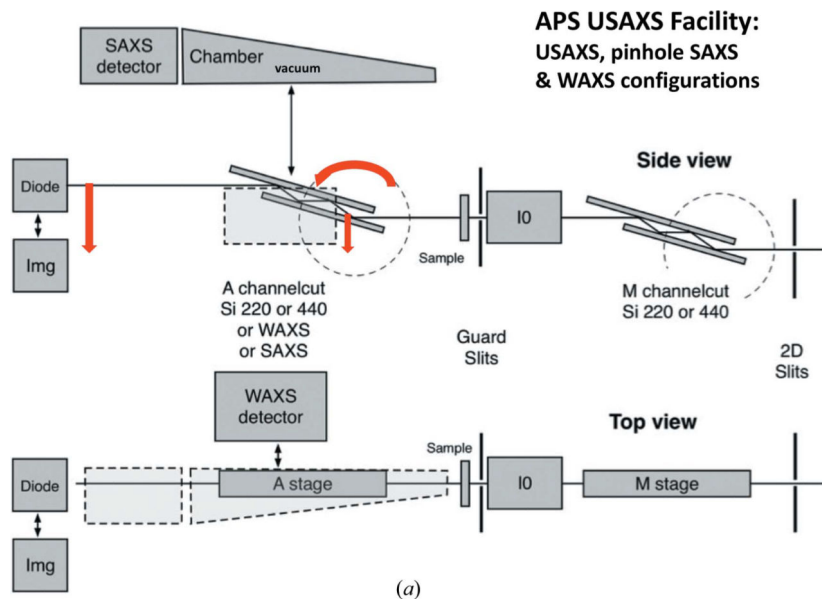 APS USAXS Facility:
USAXS, pinhole SAXS
& WAXS configurations
SAXS
detector
Chamber
vacuum
Side view
Diode
Img
I0
Sample
A channelcut
Si 220 or 440
or WAXS
or SAXS
M channelcut
Si 220 or 440
Guard
Slits
2D
Slits
WAXS
detector
Top view
Sample
Diode
A stage
I0
M stage
Img
(a)